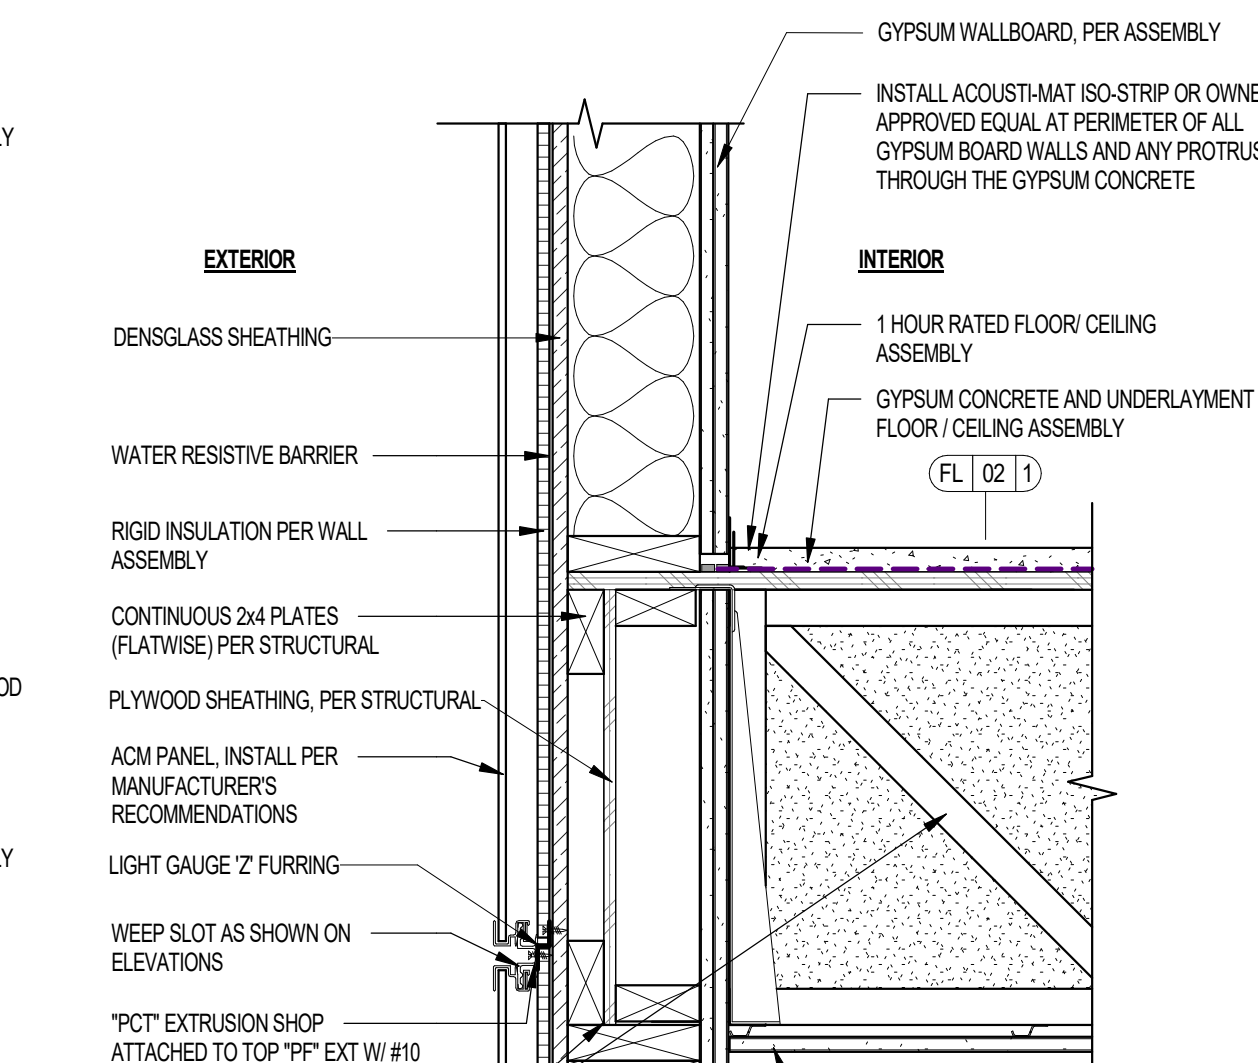 GYPSUM WALLBOARD, PER ASSEMBLY
INSTALL ACOUSTI-MAT ISO-STRIP OR
APPROVED EQUAL AT PERIMETER OF ALL
GYPSUM BOARD WALLS AND ANY
THROUGH THE GYPSUM CONCRETE
EXTERIOR
INTERIOR
DENSGLASS SHEATHING
1 HOUR RATED FLOOR/ CEILING
ASSEMBLY
GYPSUM CONCRETE AND UNDERLAYMENT
FLOOR / CEILING ASSEMBLY
FL 02 1
WATER RESISTIVE BARRIER
RIGID INSULATION PER WALL
ASSEMBLY
CONTINUOUS 2x4 PLATES
(FLATWISE) PER STRUCTURAL
PLYWOOD SHEATHING, PER STRUCTURAL
ACM PANEL, INSTALL PER
MANUFACTURER'S
RECOMMENDATIONS
LIGHT GAUGE 'Z' FURRING
WEEP SLOT AS SHOWN ON
ELEVATIONS
"PCT" EXTRUSION SHOP
ATTACHED TO TOP "PF" EXT W/ #10